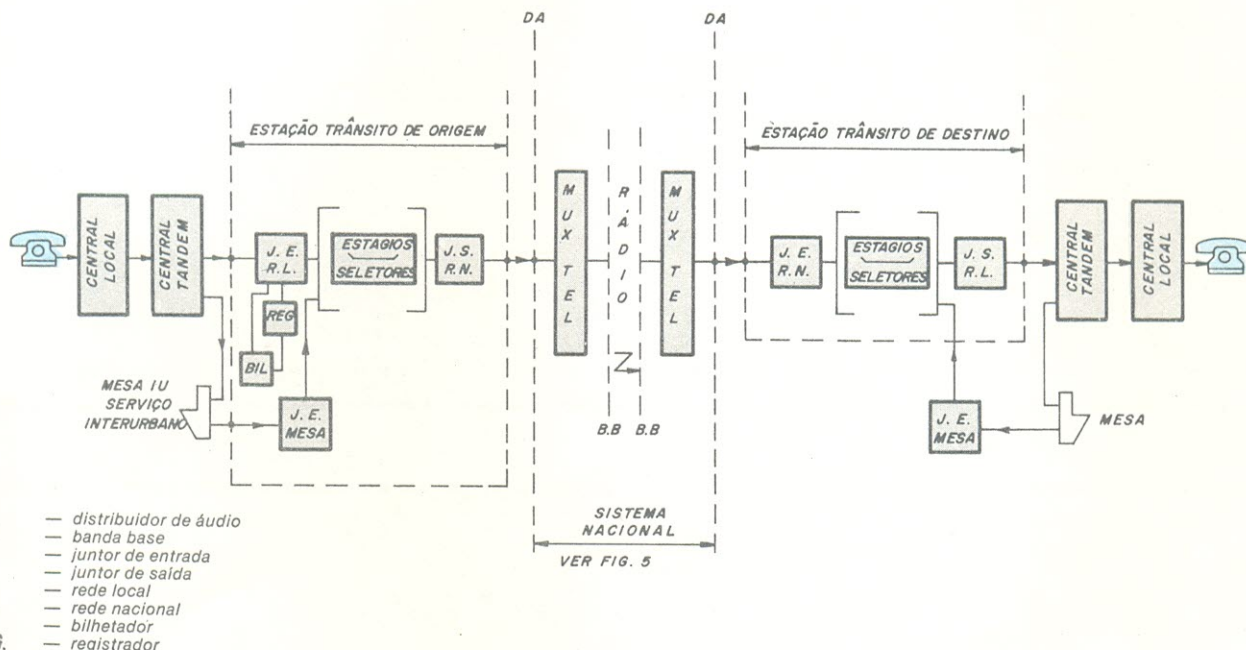 DA DA
ESTAÇÃO TRÂNSITO DE ORIGEM
ESTAÇÃO TRÂNSITO DE DESTINO
CENTRAL LOCAL
CENTRAL TANDEM
J. E. R. L.
REG
BIL
ESTÁGIOS
SELETORES
J. S. R. N.
MUX TEL
RÁDIO
MUX TEL
J. E. R. N.
ESTAGIOS
SELETORES
J. S. R. L.
CENTRAL TANDEM
CENTRAL LOCAL
MESA IU
SERVIÇO
INTERURBANO
J. E.
MESA
B.B B.B
J. E.
MESA
MESA
SISTEMA
NACIONAL
VER FIG. 5
— distribuidor de áudio
— banda base
— juntor de entrada
— juntor de saída
— rede local
— rede nacional
— bilhetador
— registrador